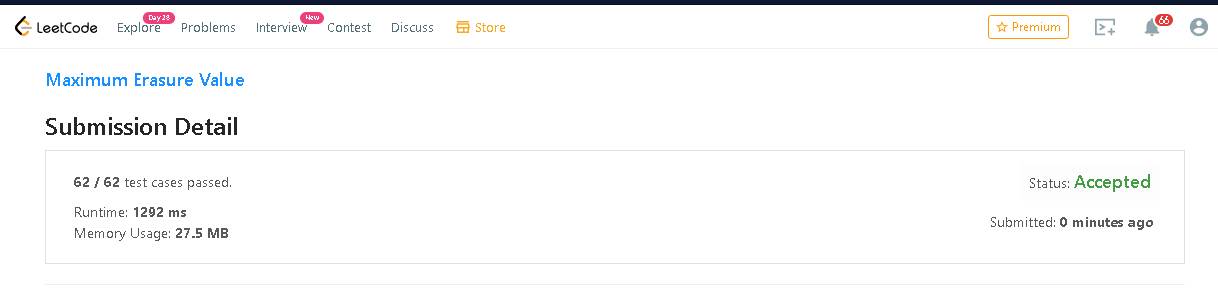 LeetCode Explore Day 28 Problems Interview New Contest Discuss Store Premium 66
Maximum Erasure Value
Submission Detail
62 / 62 test cases passed. Status: Accepted
Runtime: 1292 ms Submitted: 0 minutes ago
Memory Usage: 27.5 MB